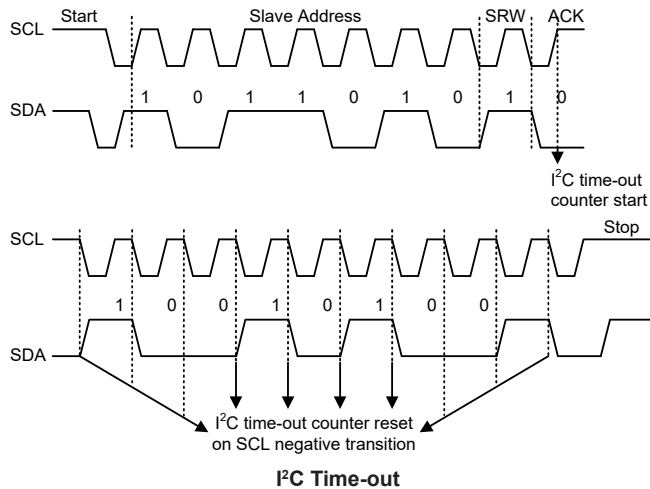 Start Slave Address SRW ACK
SCL
1 0 1 1 0 1 0 1 0
SDA
I²C time-out
counter start
Stop
SCL
1 0 0 1 0 1 0 0
SDA
I²C time-out counter reset
on SCL negative transition
I²C Time-out